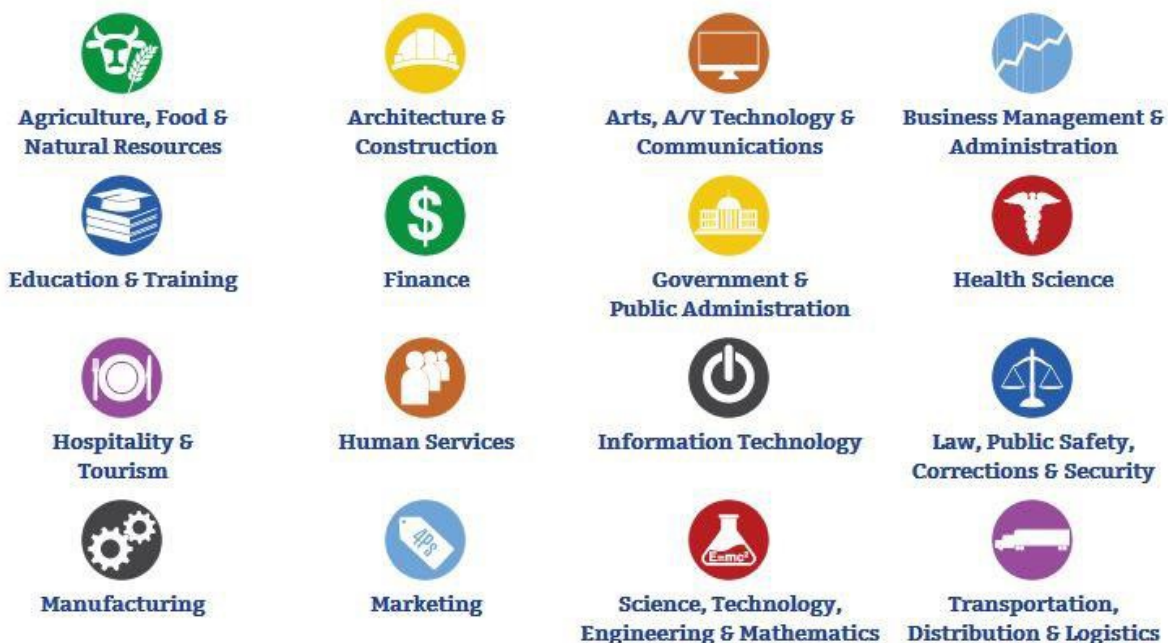 Agriculture, Food &
Natural Resources
Architecture &
Construction
Arts, A/V Technology &
Communications
Business Management &
Administration
Education & Training
$
Finance
Government &
Public Administration
Health Science
Hospitality &
Tourism
Human Services
Information Technology
Law, Public Safety,
Corrections & Security
Manufacturing
4Ps
Marketing
E=mc²
Science, Technology,
Engineering & Mathematics
Transportation,
Distribution & Logistics